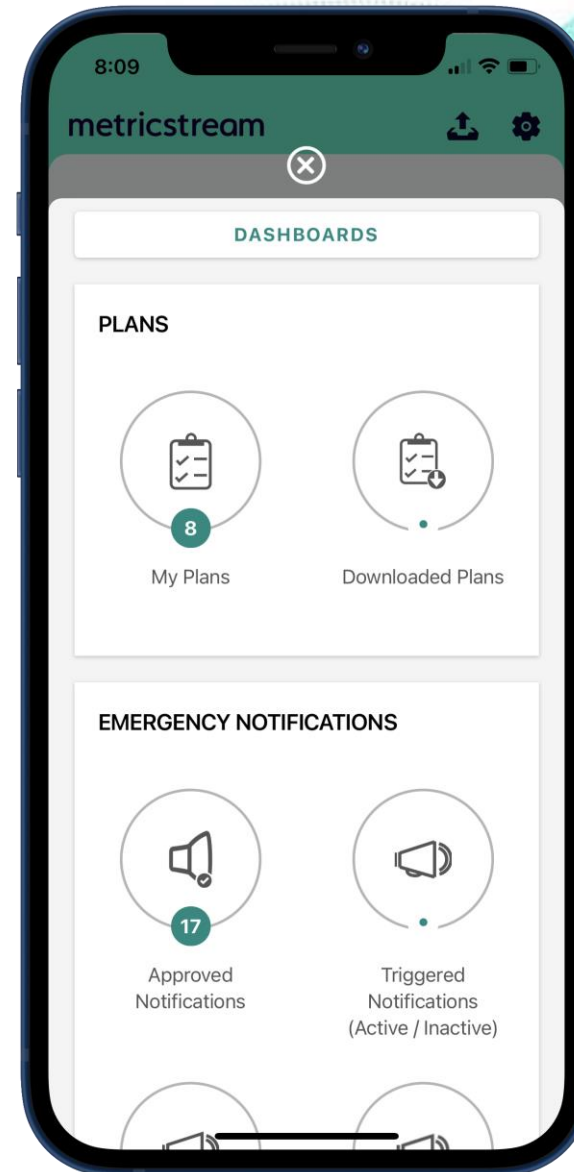 8:09
metricstream
DASHBOARDS
PLANS
8
My Plans
Downloaded Plans
EMERGENCY NOTIFICATIONS
17
Approved
Notifications
Triggered
Notifications
(Active / Inactive)